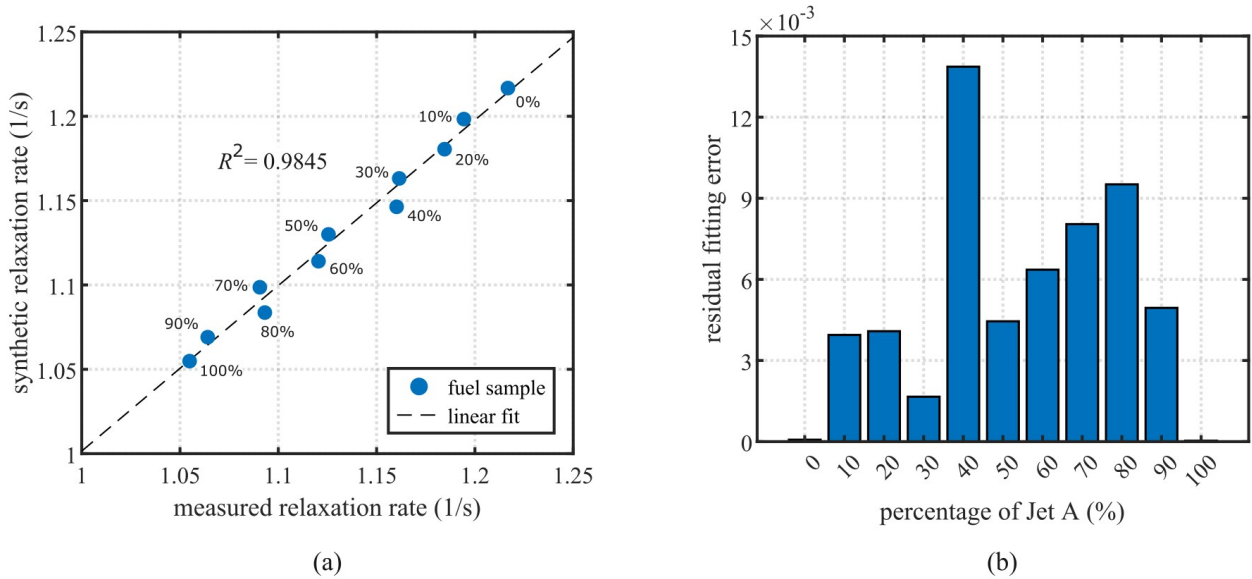 1.25
1.2
1.15
1.1
1.05
1
synthetic relaxation rate (1/s)
R²= 0.9845
0%
10%
20%
30%
40%
50%
60%
70%
80%
90%
100%
fuel sample
linear fit
1 1.05 1.1 1.15 1.2 1.25
measured relaxation rate (1/s)
(a)
×10⁻³
15
12
9
6
3
0
residual fitting error
0 10 20 30 40 50 60 70 80 90 100
percentage of Jet A (%)
(b)